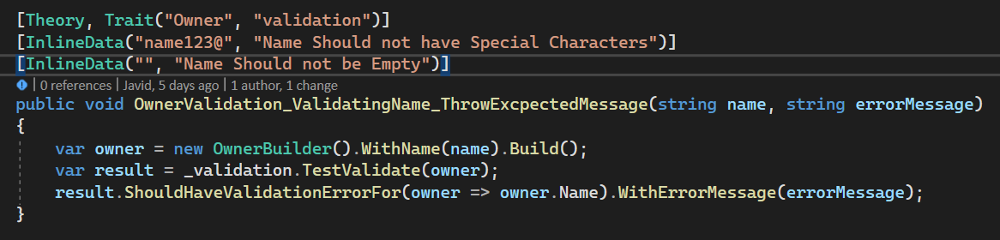 [Theory, Trait("Owner", "validation")]
[InlineData("name123@", "Name Should not have Special Characters")]
[InlineData("", "Name Should not be Empty")]
| 0 references | Javid, 5 days ago | 1 author, 1 change
public void OwnerValidation_ValidatingName_ThrowExcpectedMessage(string name, string errorMessage)
{
var owner = new OwnerBuilder().WithName(name).Build();
var result = _validation.TestValidate(owner);
result.ShouldHaveValidationErrorFor(owner => owner.Name).WithErrorMessage(errorMessage);
}